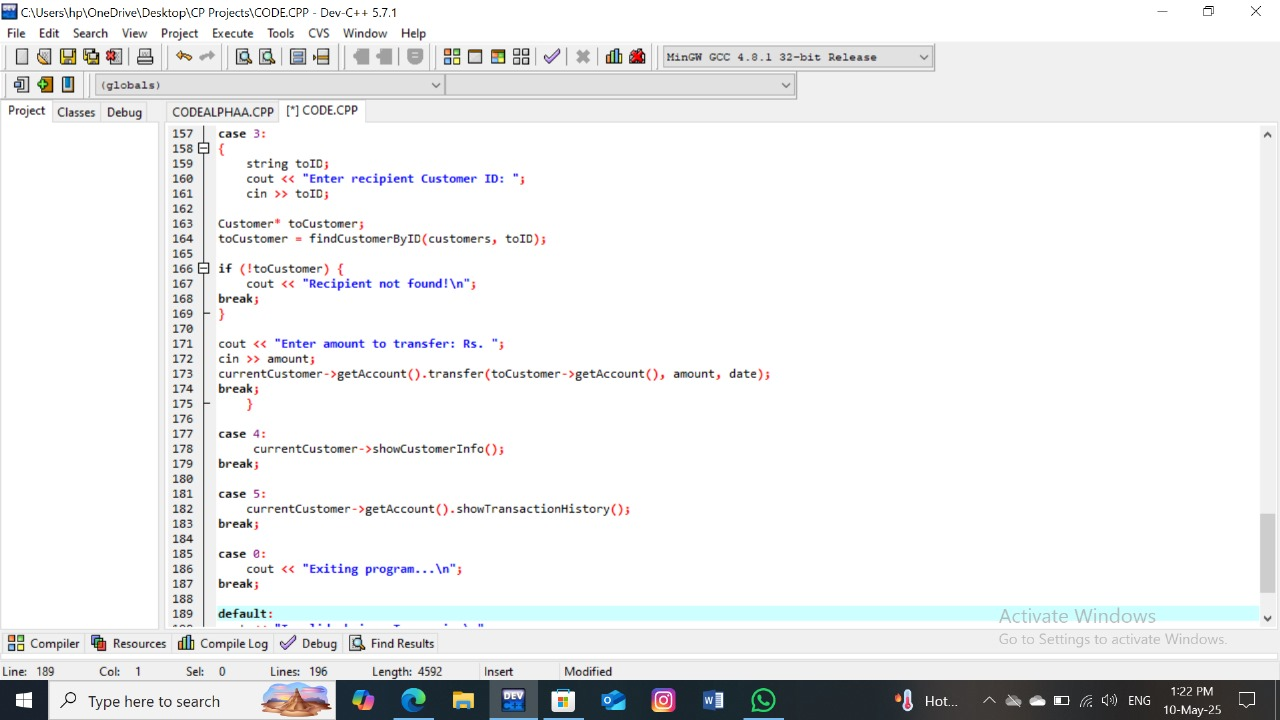 C:\Users\hp\OneDrive\Desktop\CP Projects\CODE.CPP - Dev-C++ 5.7.1
File Edit Search View Project Execute Tools CVS Window Help
MinGW GCC 4.8.1 32-bit Release
(globals)
Project Classes Debug CODEALPHAA.CPP [*] CODE.CPP
157 case 3:
158 {
159 string toID;
160 cout << "Enter recipient Customer ID: ";
161 cin >> toID;
162
163 Customer* toCustomer;
164 toCustomer = findCustomerByID(customers, toID);
165
166 if (!toCustomer) {
167 cout << "Recipient not found!\n";
168 break;
169 }
170
171 cout << "Enter amount to transfer: Rs. ";
172 cin >> amount;
173 currentCustomer->getAccount().transfer(toCustomer->getAccount(), amount, date);
174 break;
175 }
176
177 case 4:
178 currentCustomer->showCustomerInfo();
179 break;
180
181 case 5:
182 currentCustomer->getAccount().showTransactionHistory();
183 break;
184
185 case 0:
186 cout << "Exiting program...\n";
187 break;
188
189 default:
Activate Windows
Go to Settings to activate Windows.
Compiler Resources Compile Log Debug Find Results
Line: 189 Col: 1 Sel: 0 Lines: 196 Length: 4592 Insert Modified
Type here to search
DEV
Hot...
ENG
1:22 PM
10-May-25